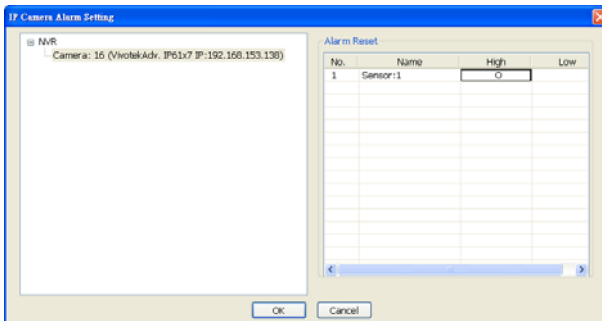 IP Camera Alarm Setting
NVR
Camera: 16 (VivotekAdv. IP61x7 IP:192.168.153.138)
Alarm Reset
No. Name High Low
1 Sensor:1 O
OK Cancel